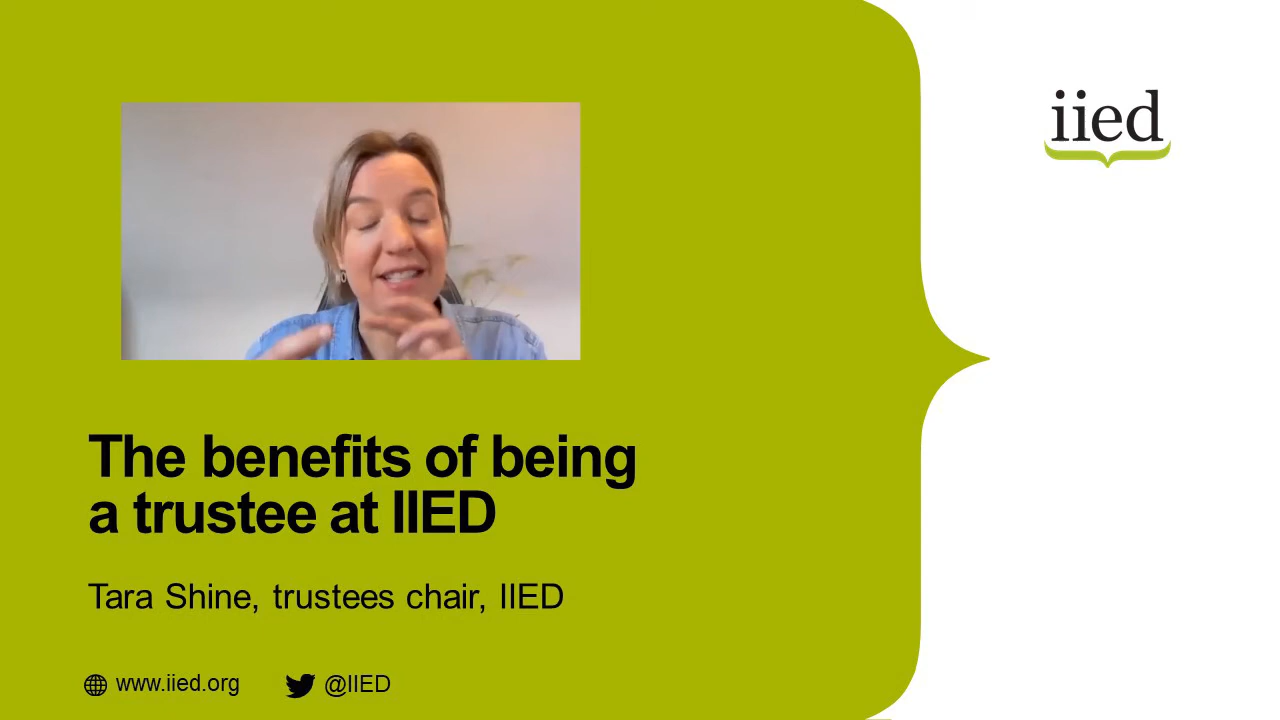 iied
The benefits of being
a trustee at IIED
Tara Shine, trustees chair, IIED
www.iied.org @IIED